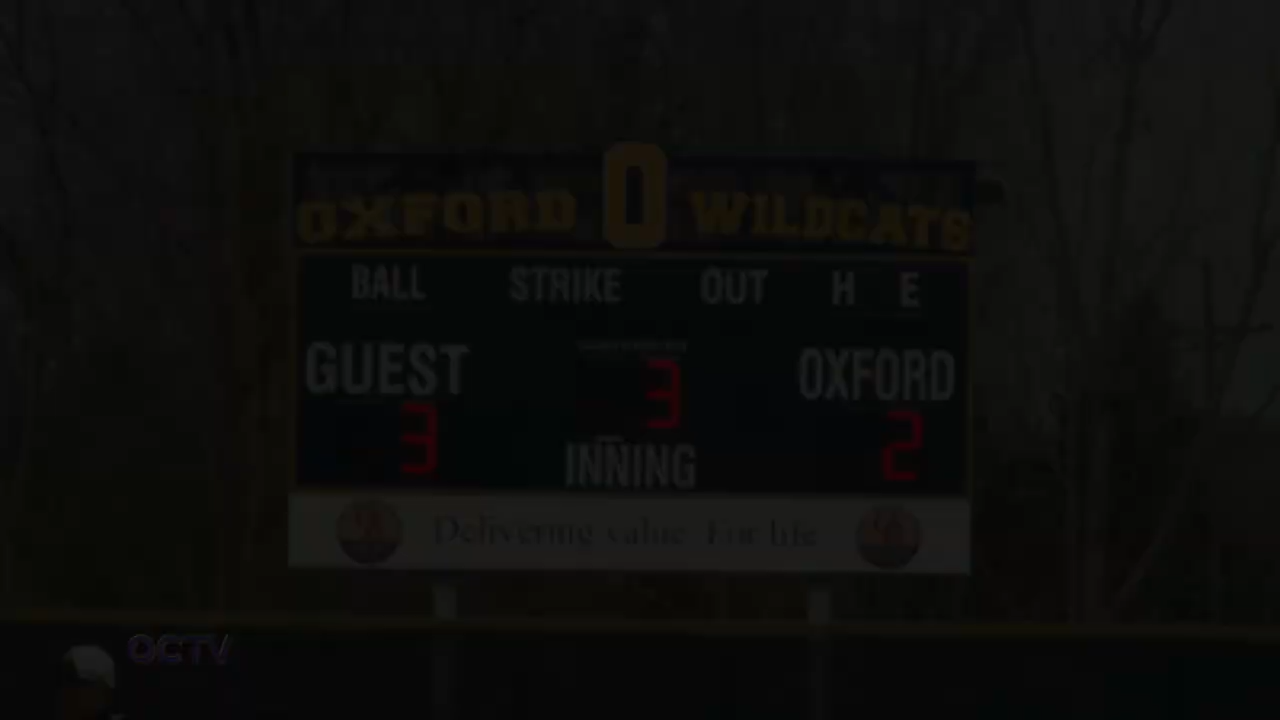 OXFORD O WILDCATS
BALL STRIKE OUT H E
GUEST 3 OXFORD
3 INNING 2
Delivering value. For life
OCTV